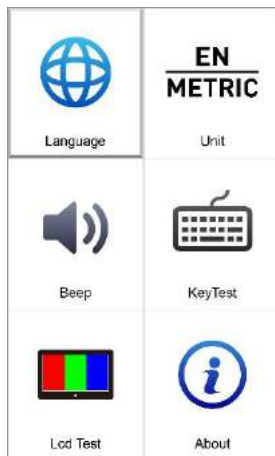 EN
METRIC
Language
Unit
Beep
KeyTest
Lcd Test
About